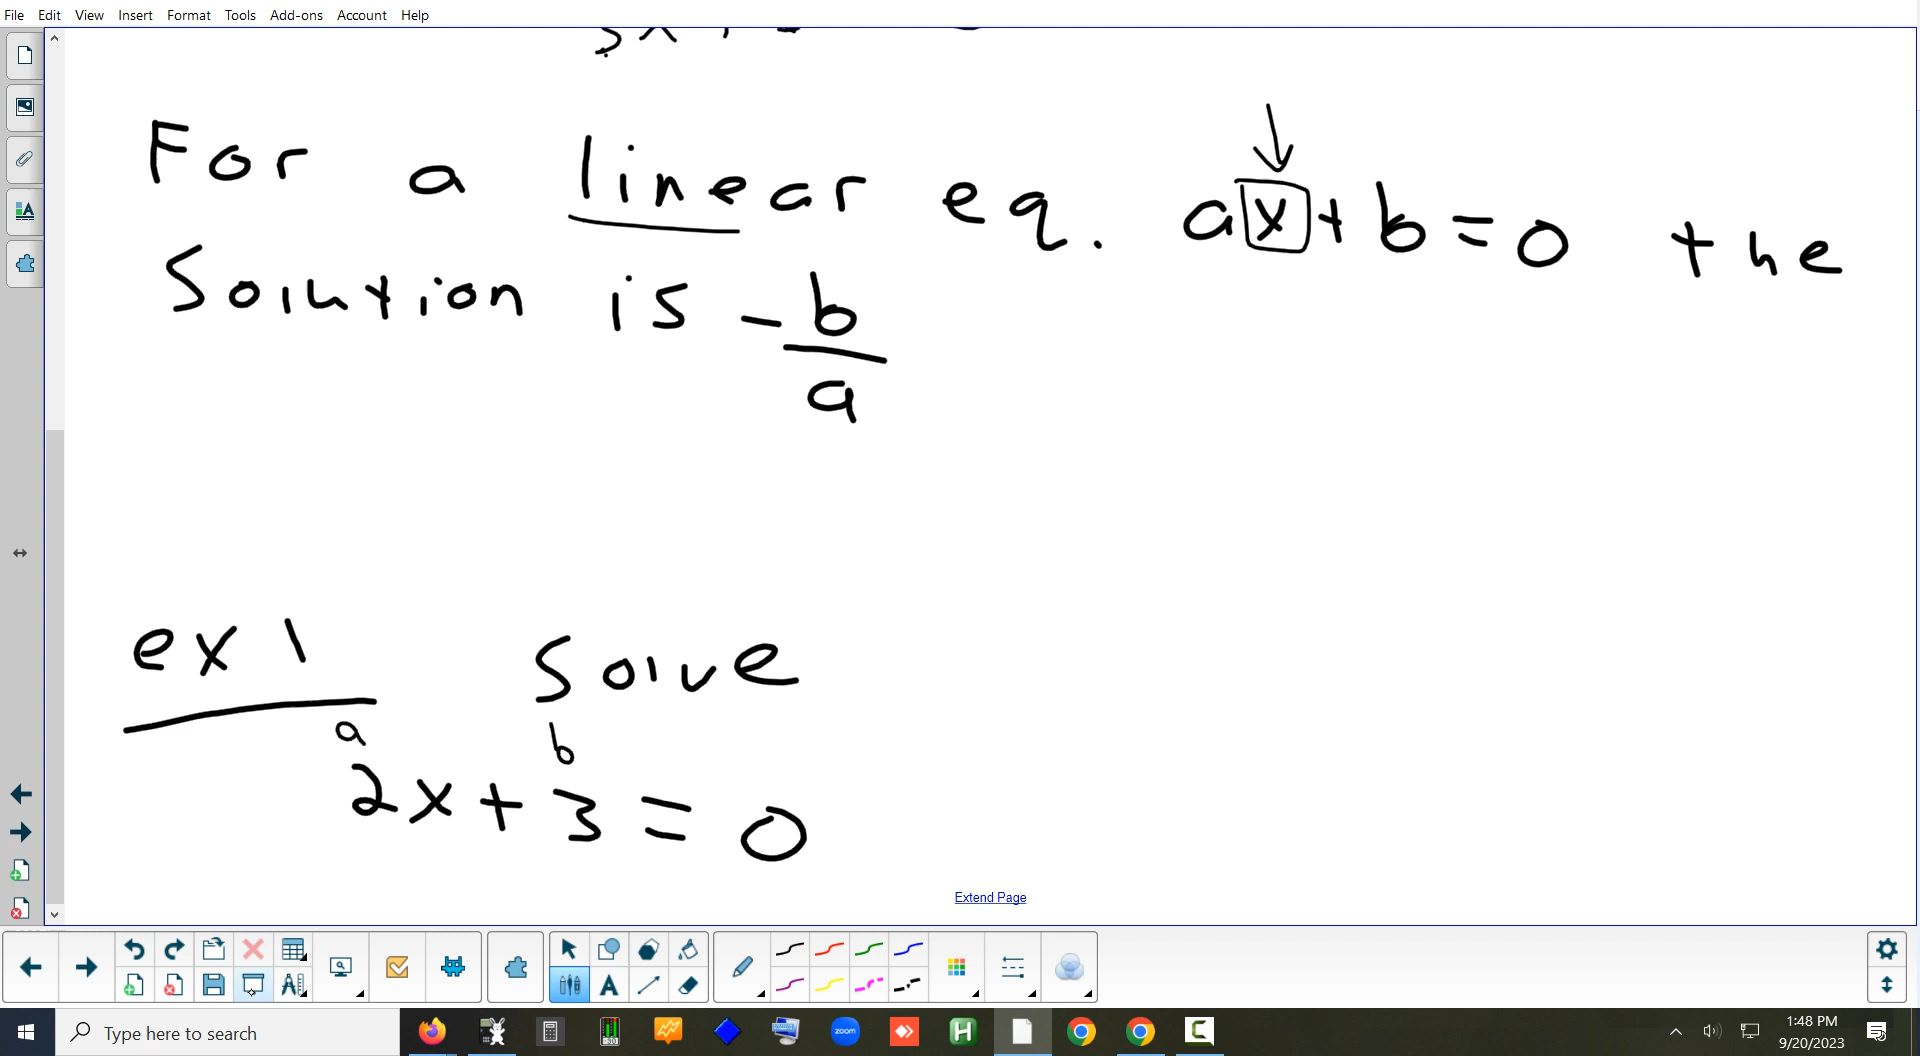 File Edit View Insert Format Tools Add-ons Account Help
For a linear eq. ax+b=0 the
Solution is -b/a
ex 1 Solve
a b
2x+3=0
Extend Page
Type here to search
zoom
1:48 PM
9/20/2023